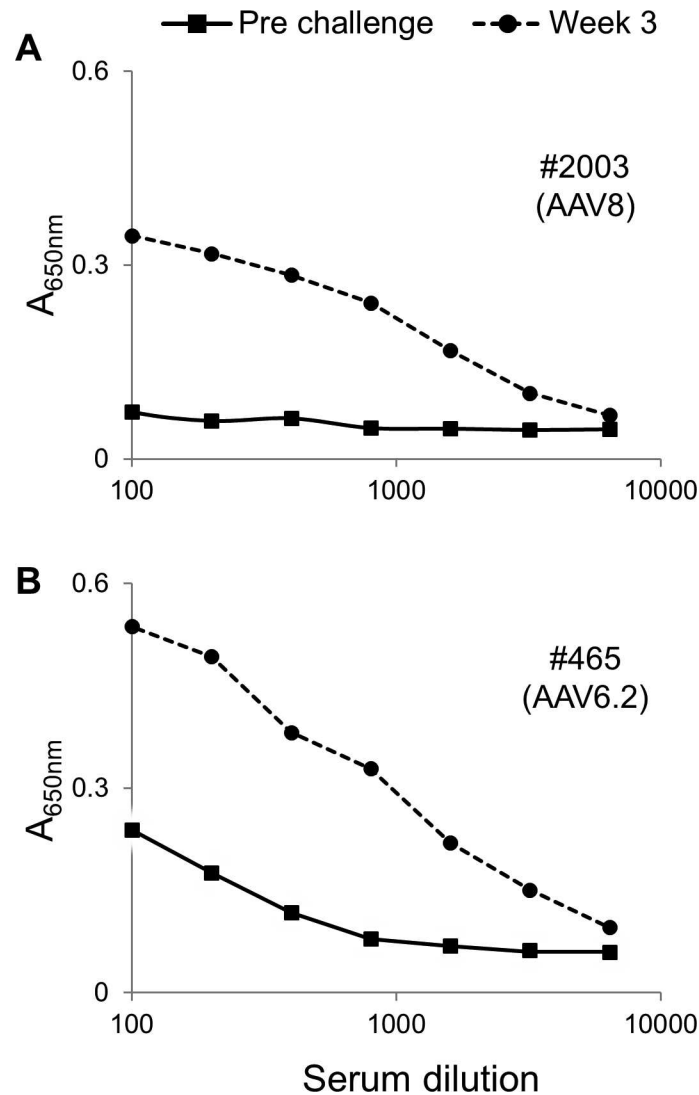 Pre challenge Week 3
A
0.6
#2003
(AAV8)
0.3
A650nm
0
100 1000 10000
B
0.6
#465
(AAV6.2)
0.3
A650nm
0
100 1000 10000
Serum dilution